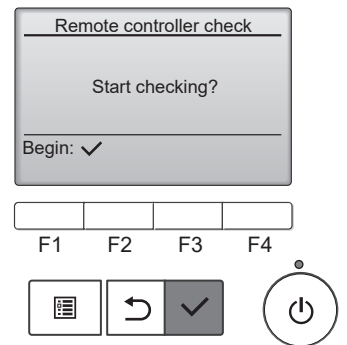 Remote controller check
Start checking?
Begin: ✓
F1 F2 F3 F4